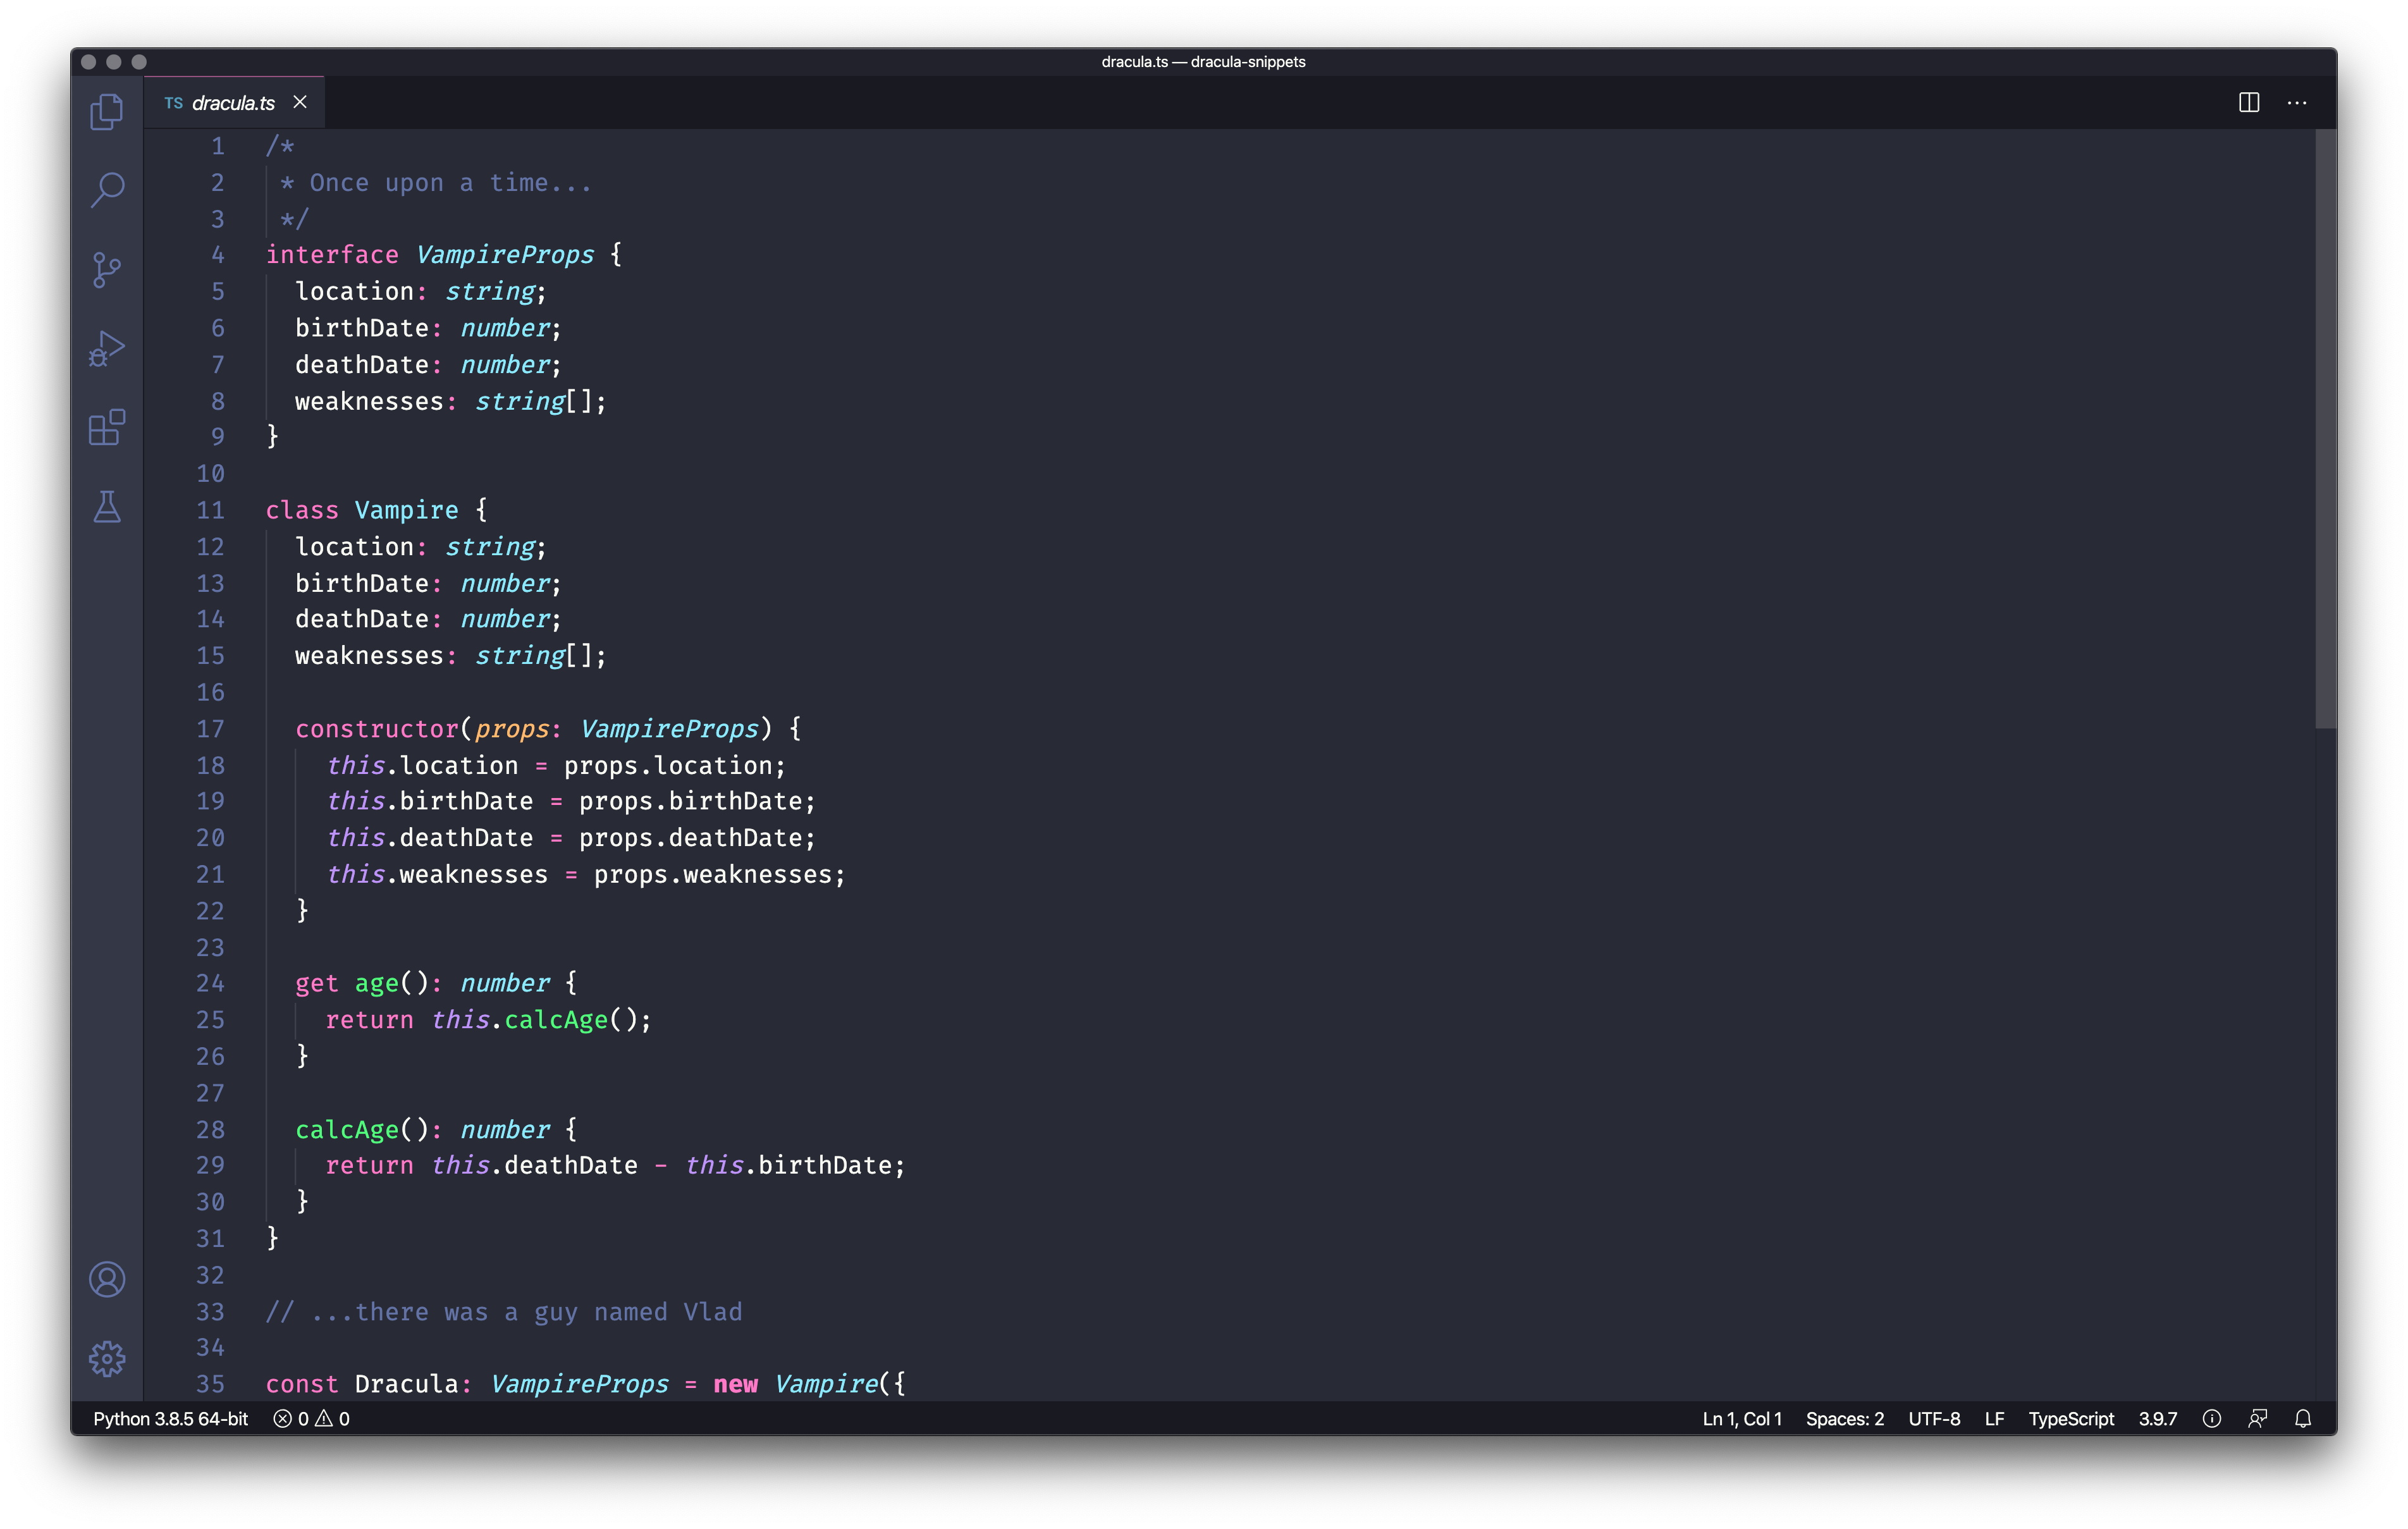 dracula.ts — dracula-snippets
TS dracula.ts
1 /*
2  * Once upon a time...
3  */
4 interface VampireProps {
5   location: string;
6   birthDate: number;
7   deathDate: number;
8   weaknesses: string[];
9 }
10
11 class Vampire {
12   location: string;
13   birthDate: number;
14   deathDate: number;
15   weaknesses: string[];
16
17   constructor(props: VampireProps) {
18     this.location = props.location;
19     this.birthDate = props.birthDate;
20     this.deathDate = props.deathDate;
21     this.weaknesses = props.weaknesses;
22   }
23
24   get age(): number {
25     return this.calcAge();
26   }
27
28   calcAge(): number {
29     return this.deathDate - this.birthDate;
30   }
31 }
32
33 // ...there was a guy named Vlad
34
35 const Dracula: VampireProps = new Vampire({
Python 3.8.5 64-bit 0 0 Ln 1, Col 1 Spaces: 2 UTF-8 LF TypeScript 3.9.7